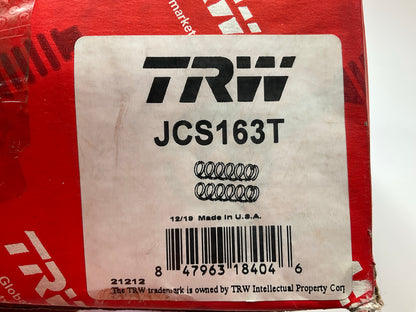 TRW
JCS163T
12/19 Made in U.S.A.
8 47963 18404 6
21212
The TRW trademark is owned by TRW Intellectual Property Corp
TRW